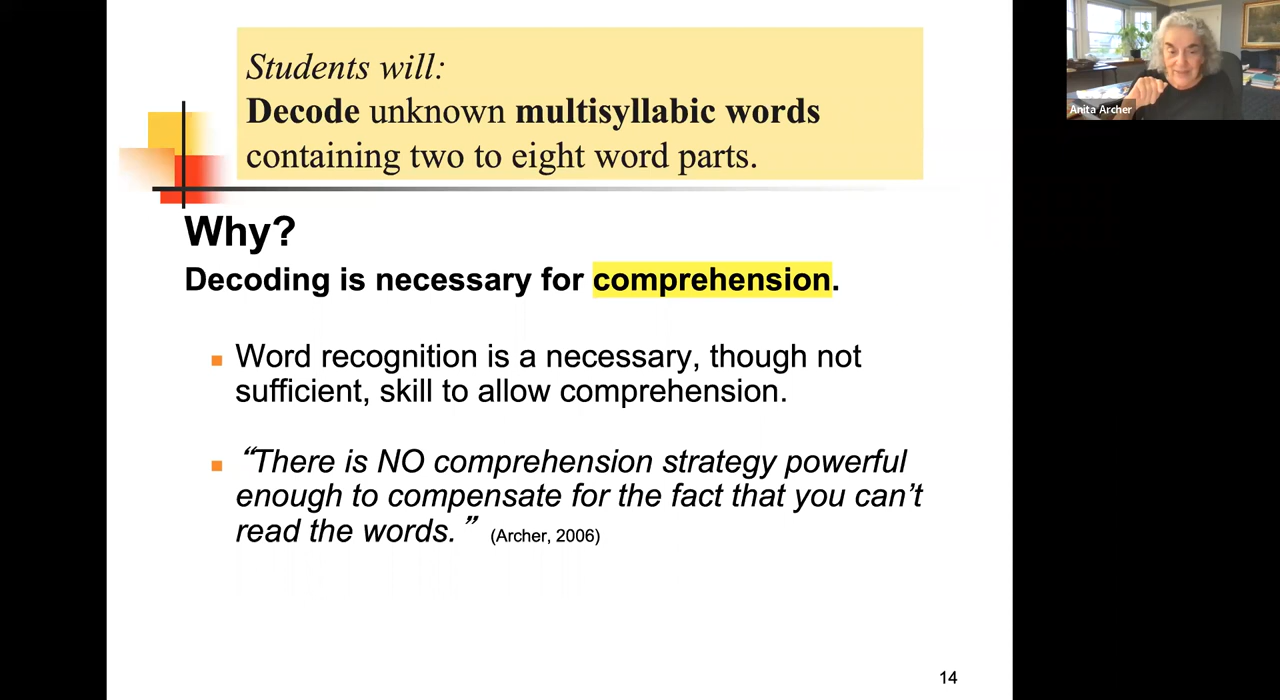 Students will:
Decode unknown multisyllabic words
containing two to eight word parts.
Anita Archer
Why?
Decoding is necessary for comprehension.
Word recognition is a necessary, though not
sufficient, skill to allow comprehension.
“There is NO comprehension strategy powerful
enough to compensate for the fact that you can’t
read the words.” (Archer, 2006)
14